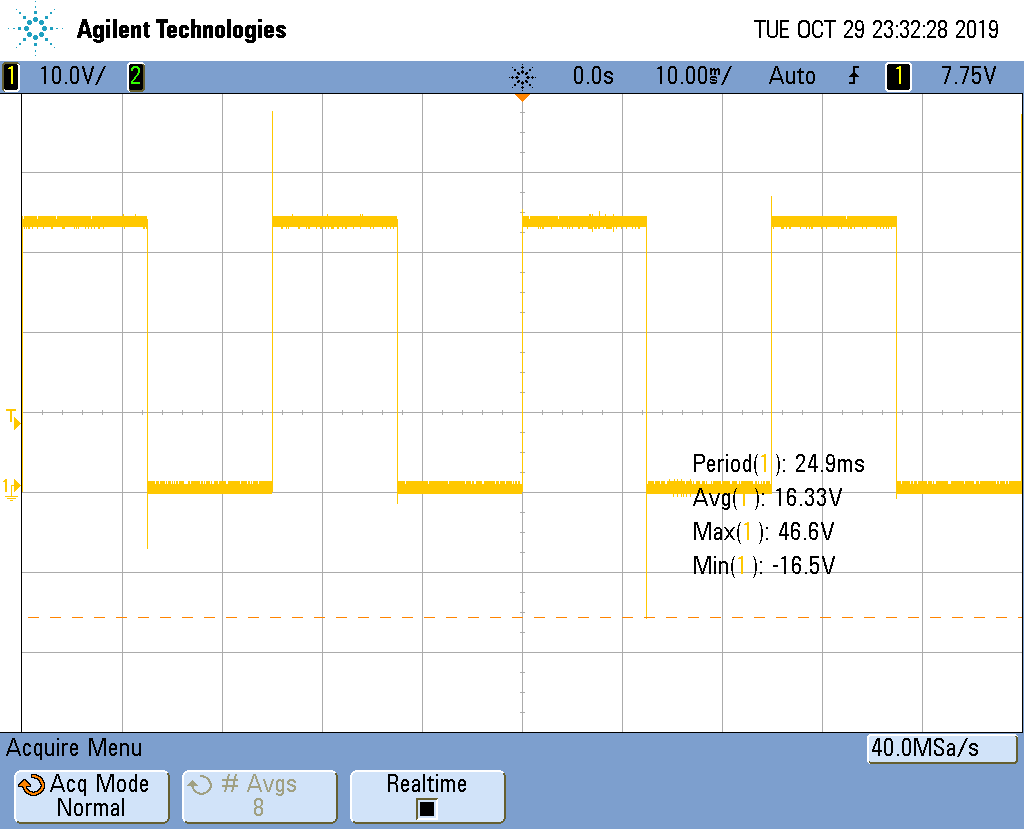 Agilent Technologies
TUE OCT 29 23:32:28 2019
1 10.0V/ 2 0.0s 10.00ms/ Auto 1 7.75V
T
1
Period(1): 24.9ms
Avg(1): 16.33V
Max(1): 46.6V
Min(1): -16.5V
Acquire Menu
40.0MSa/s
Acq Mode
Normal
# Avgs
8
Realtime